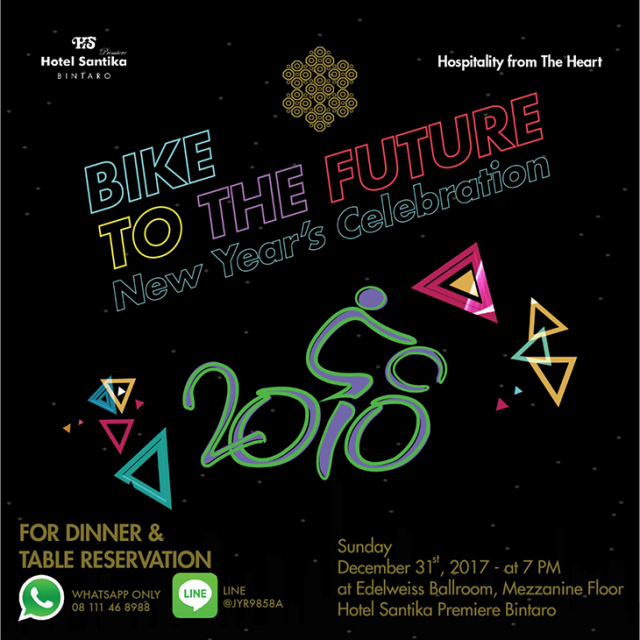 HS
Premiere
Hotel Santika
BINTARO
Hospitality from The Heart
BIKE
TO THE FUTURE
New Year's Celebration
2018
FOR DINNER &
TABLE RESERVATION
WHATSAPP ONLY
08 111 46 8988
LINE
LINE
@JYR9858A
Sunday
December 31st, 2017 - at 7 PM
at Edelweiss Ballroom, Mezzanine Floor
Hotel Santika Premiere Bintaro